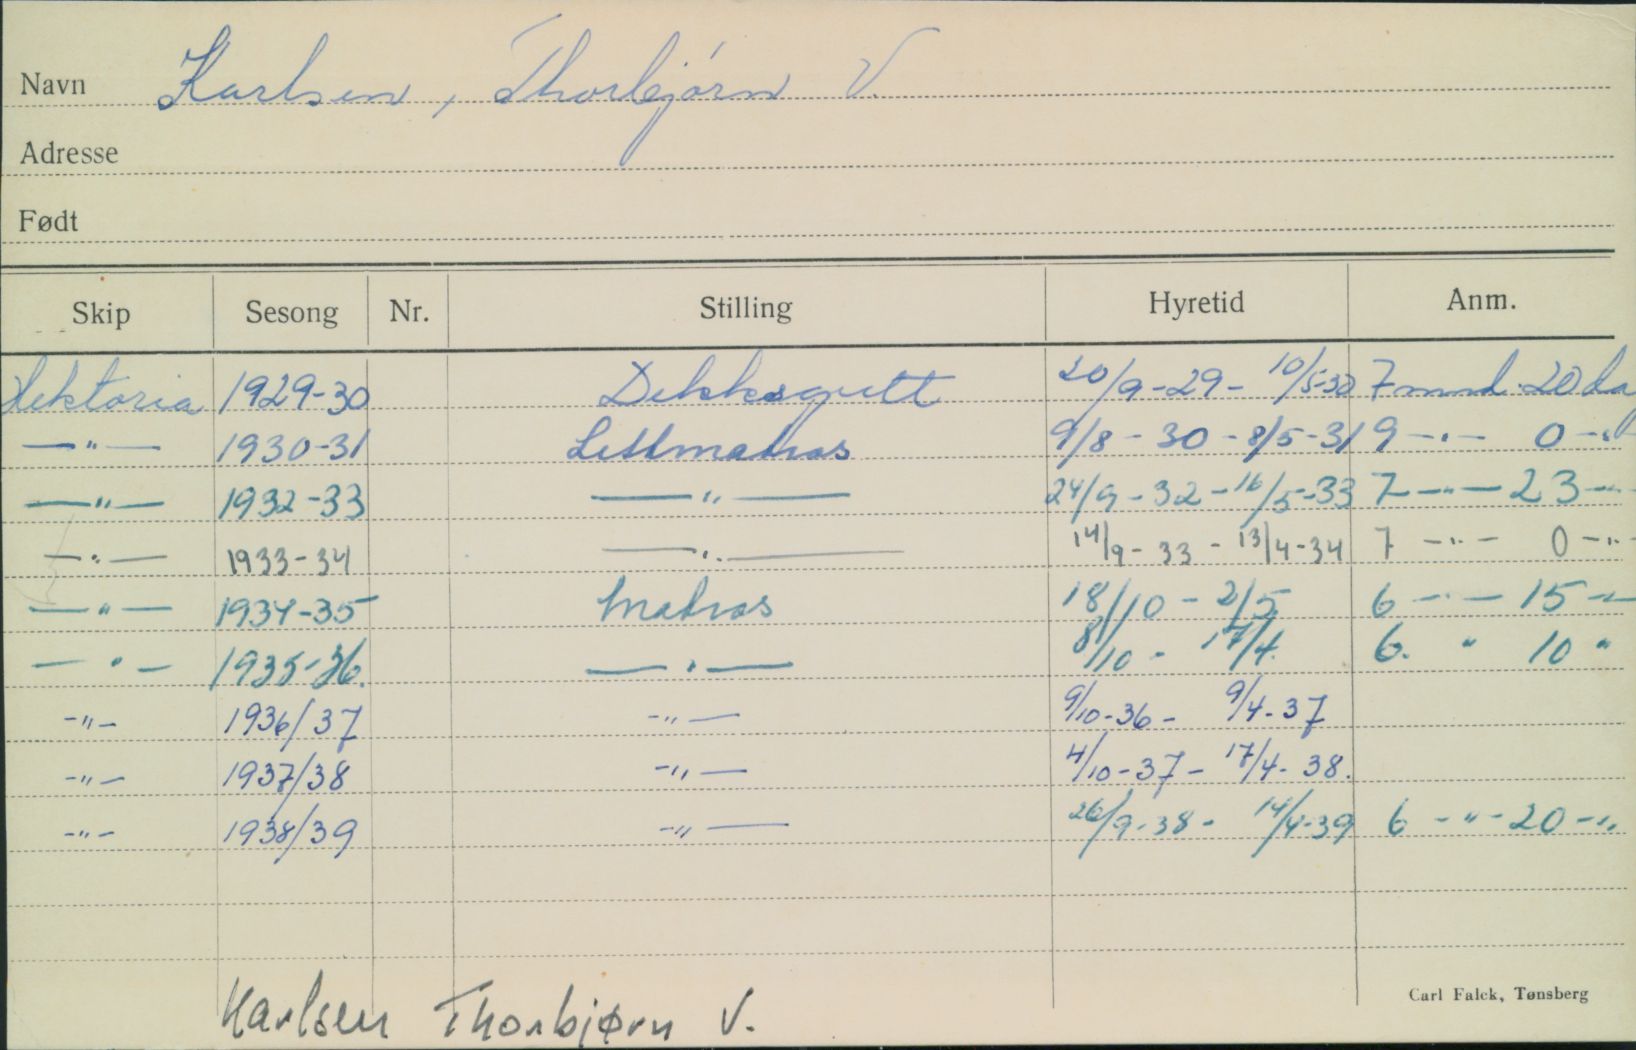 Navn Karlsen, Thorbjørn V.
Adresse
Født
Skip Sesong Nr. Stilling Hyretid Anm.
Hektoria 1929-30 Dekksgutt 20/9-29- 10/5-30 7 mnd. 20 da
—"— 1930-31 Lettmatros 9/8-30-8/5-31 9 —"— 0 —"
—"— 1932-33 —"— 24/9-32-16/5-33 7 —"— 23 —"—
—"— 1933-34 —"— 14/9-33-13/4-34 7 —"— 0 —"—
—"— 1934-35 Matros 18/10-2/5 6 —"— 15 —"—
—"— 1935-36. —"— 8/10- 17/4. 6. " 10 "
-"- 1936/37 -"— 9/10-36- 9/4-37
-"- 1937/38 -"— 4/10-37- 17/4-38.
-"- 1938/39 -"— 26/9-38- 14/4-39 6 -"- 20 -"-
Karlsen Thorbjørn V.
Carl Falck, Tønsberg